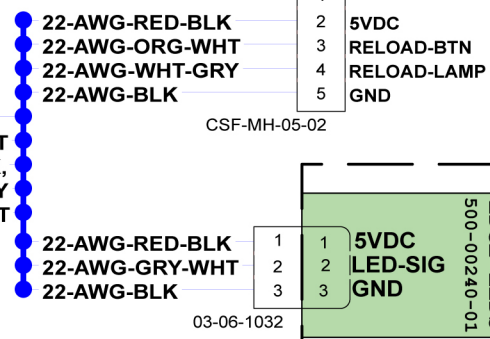 22-AWG-RED-BLK 2 5VDC
22-AWG-ORG-WHT 3 RELOAD-BTN
22-AWG-WHT-GRY 4 RELOAD-LAMP
22-AWG-BLK 5 GND
CSF-MH-05-02
T
,
Y
T
22-AWG-RED-BLK 1 1 5VDC
22-AWG-GRY-WHT 2 2 LED-SIG
22-AWG-BLK 3 3 GND
03-06-1032
500-00240-01